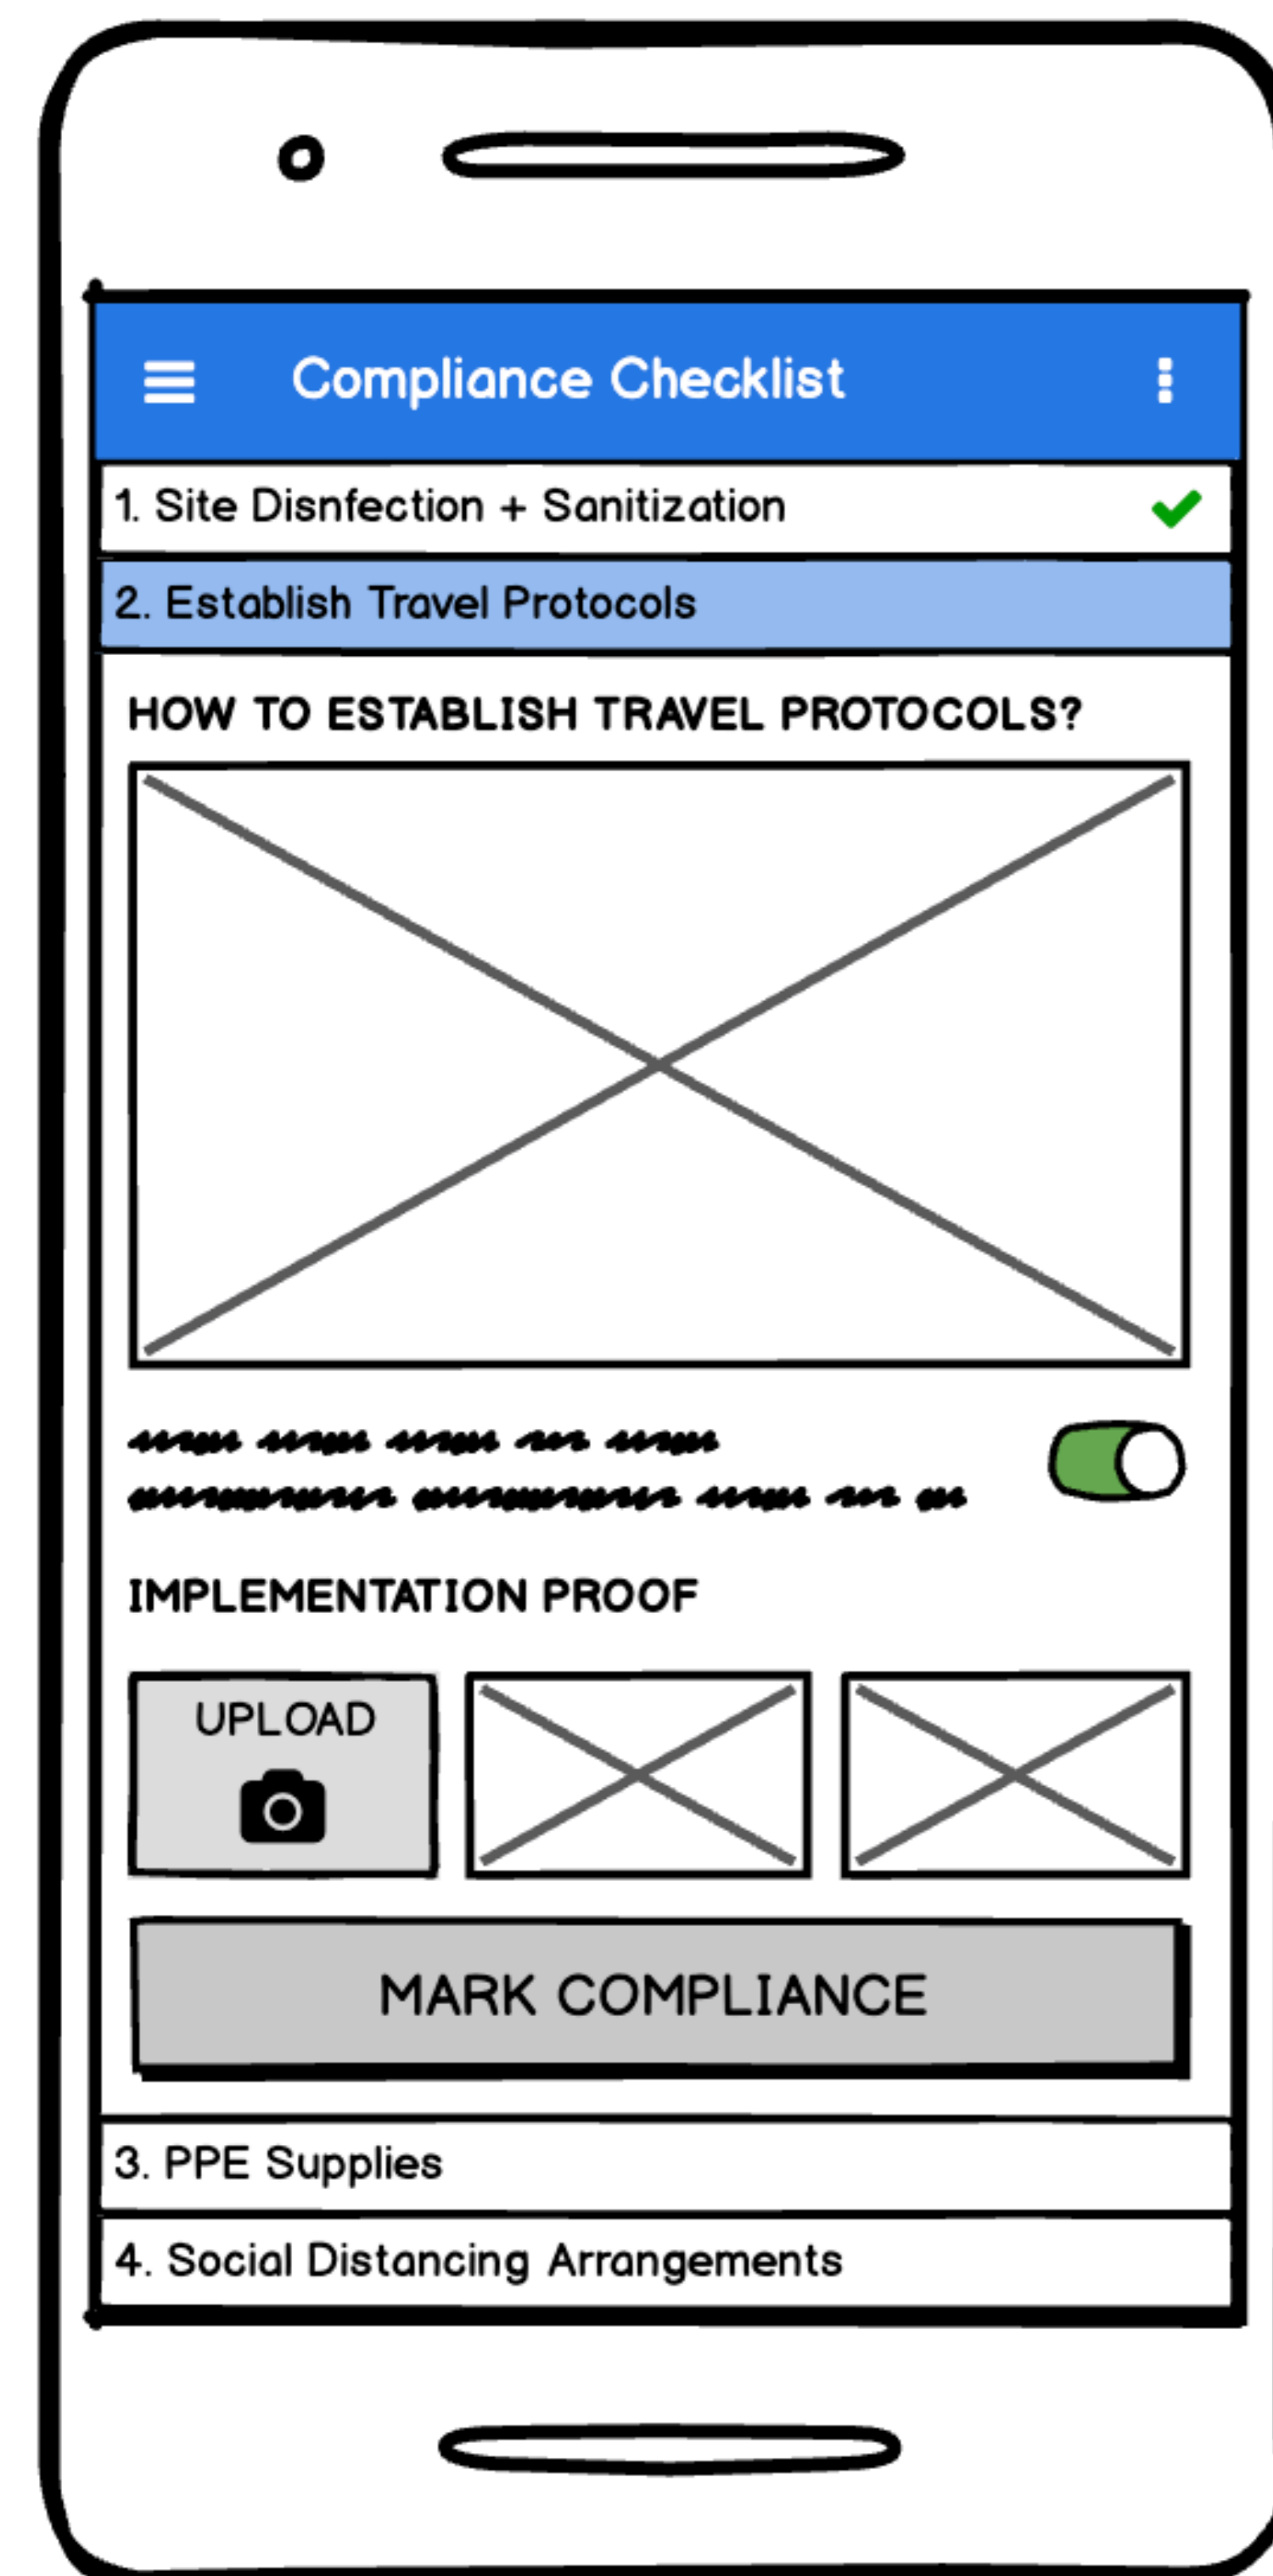 Compliance Checklist
1. Site Disnfection + Sanitization
2. Establish Travel Protocols
HOW TO ESTABLISH TRAVEL PROTOCOLS?
IMPLEMENTATION PROOF
UPLOAD
MARK COMPLIANCE
3. PPE Supplies
4. Social Distancing Arrangements